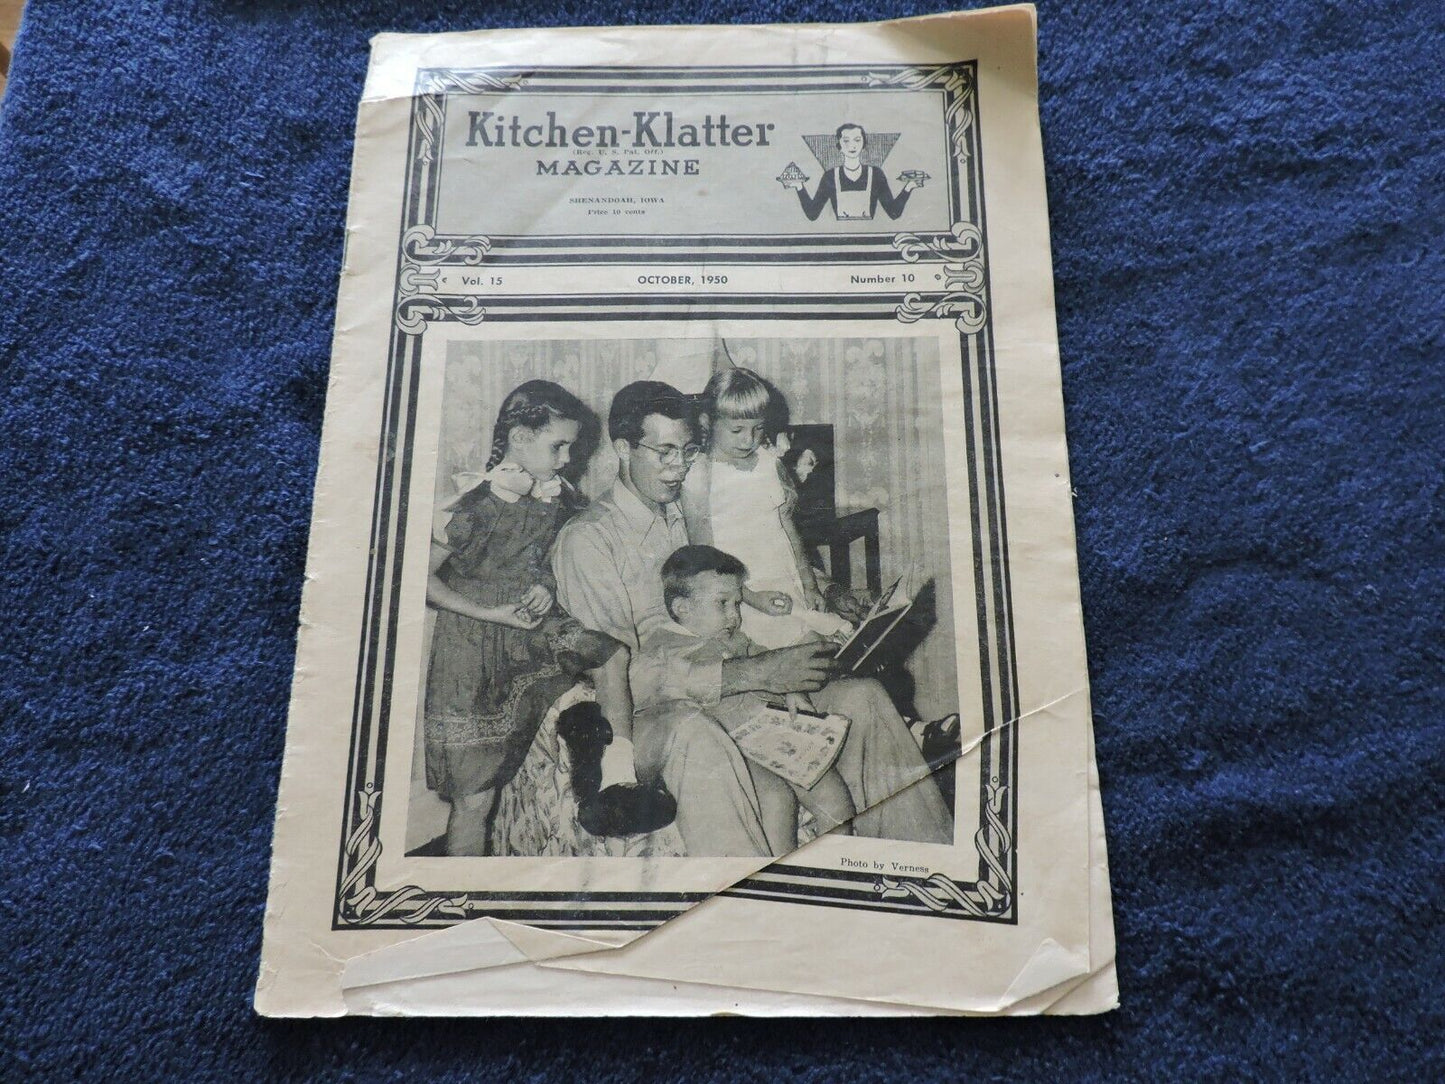 Kitchen-Klatter
(Reg. U. S. Pat. Off.)
MAGAZINE
SHENANDOAH, IOWA
Price 10 cents
Vol. 15 OCTOBER, 1950 Number 10
Photo by Verness